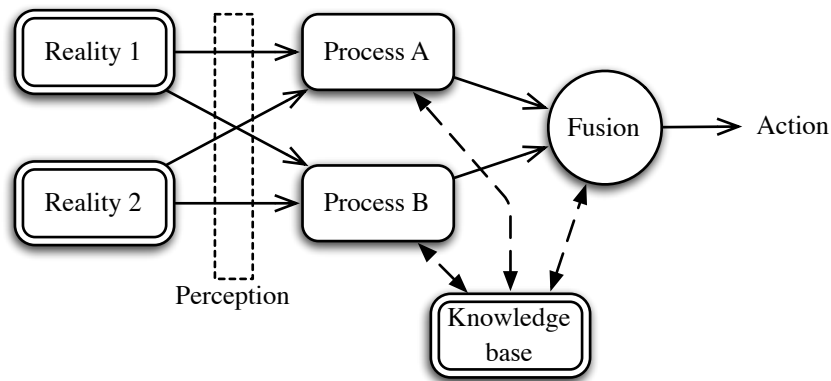 Reality 1
Process A
Fusion
Action
Reality 2
Process B
Perception
Knowledge
base